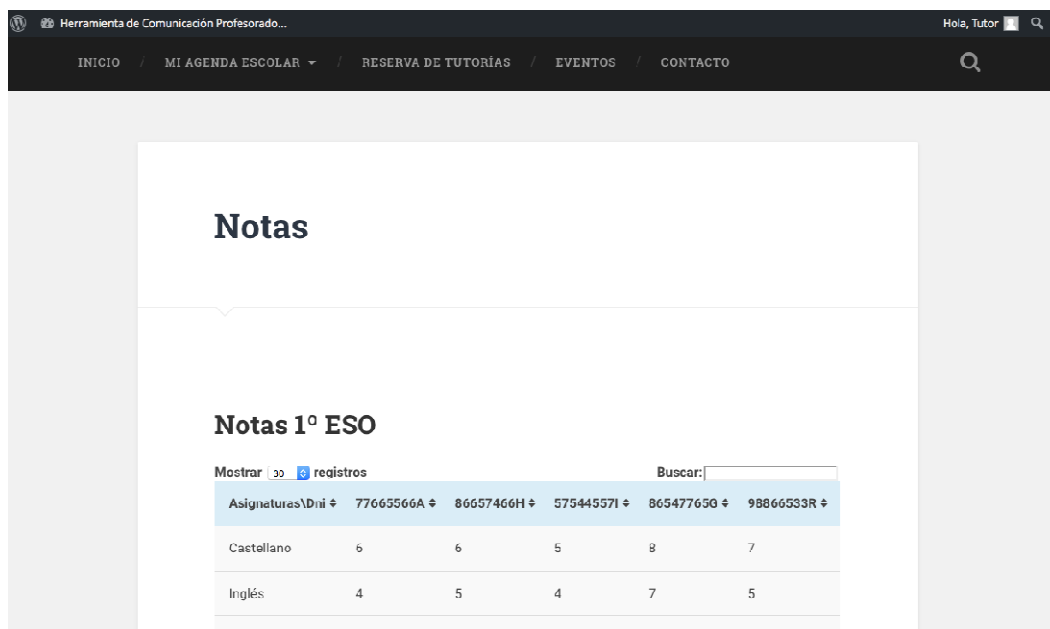 Herramienta de Comunicación Profesorado... Hola, Tutor
INICIO / MI AGENDA ESCOLAR / RESERVA DE TUTORÍAS / EVENTOS / CONTACTO
Notas
Notas 1º ESO
Mostrar 30 registros Buscar:
Asignaturas\Dni 77665566A 86657466H 57544557I 86547765G 98866533R
Castellano 6 6 5 8 7
Inglés 4 5 4 7 5